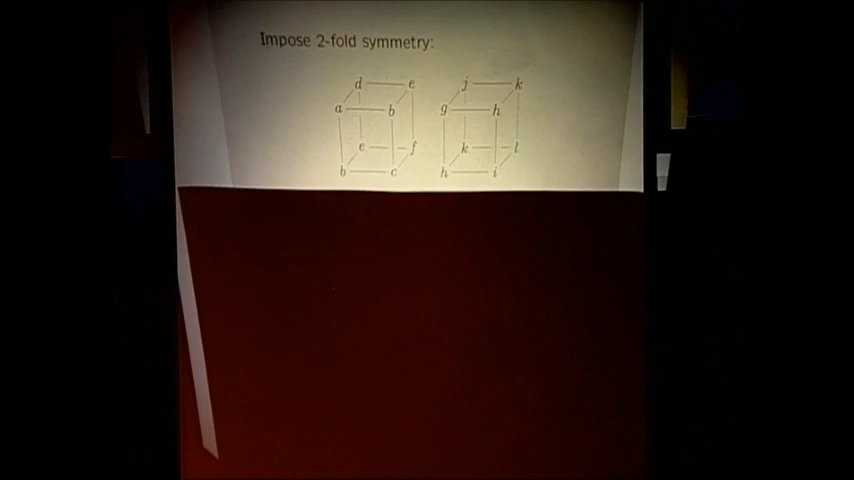 Impose 2-fold symmetry:
d e j k
a b g h
e f k l
b c h i